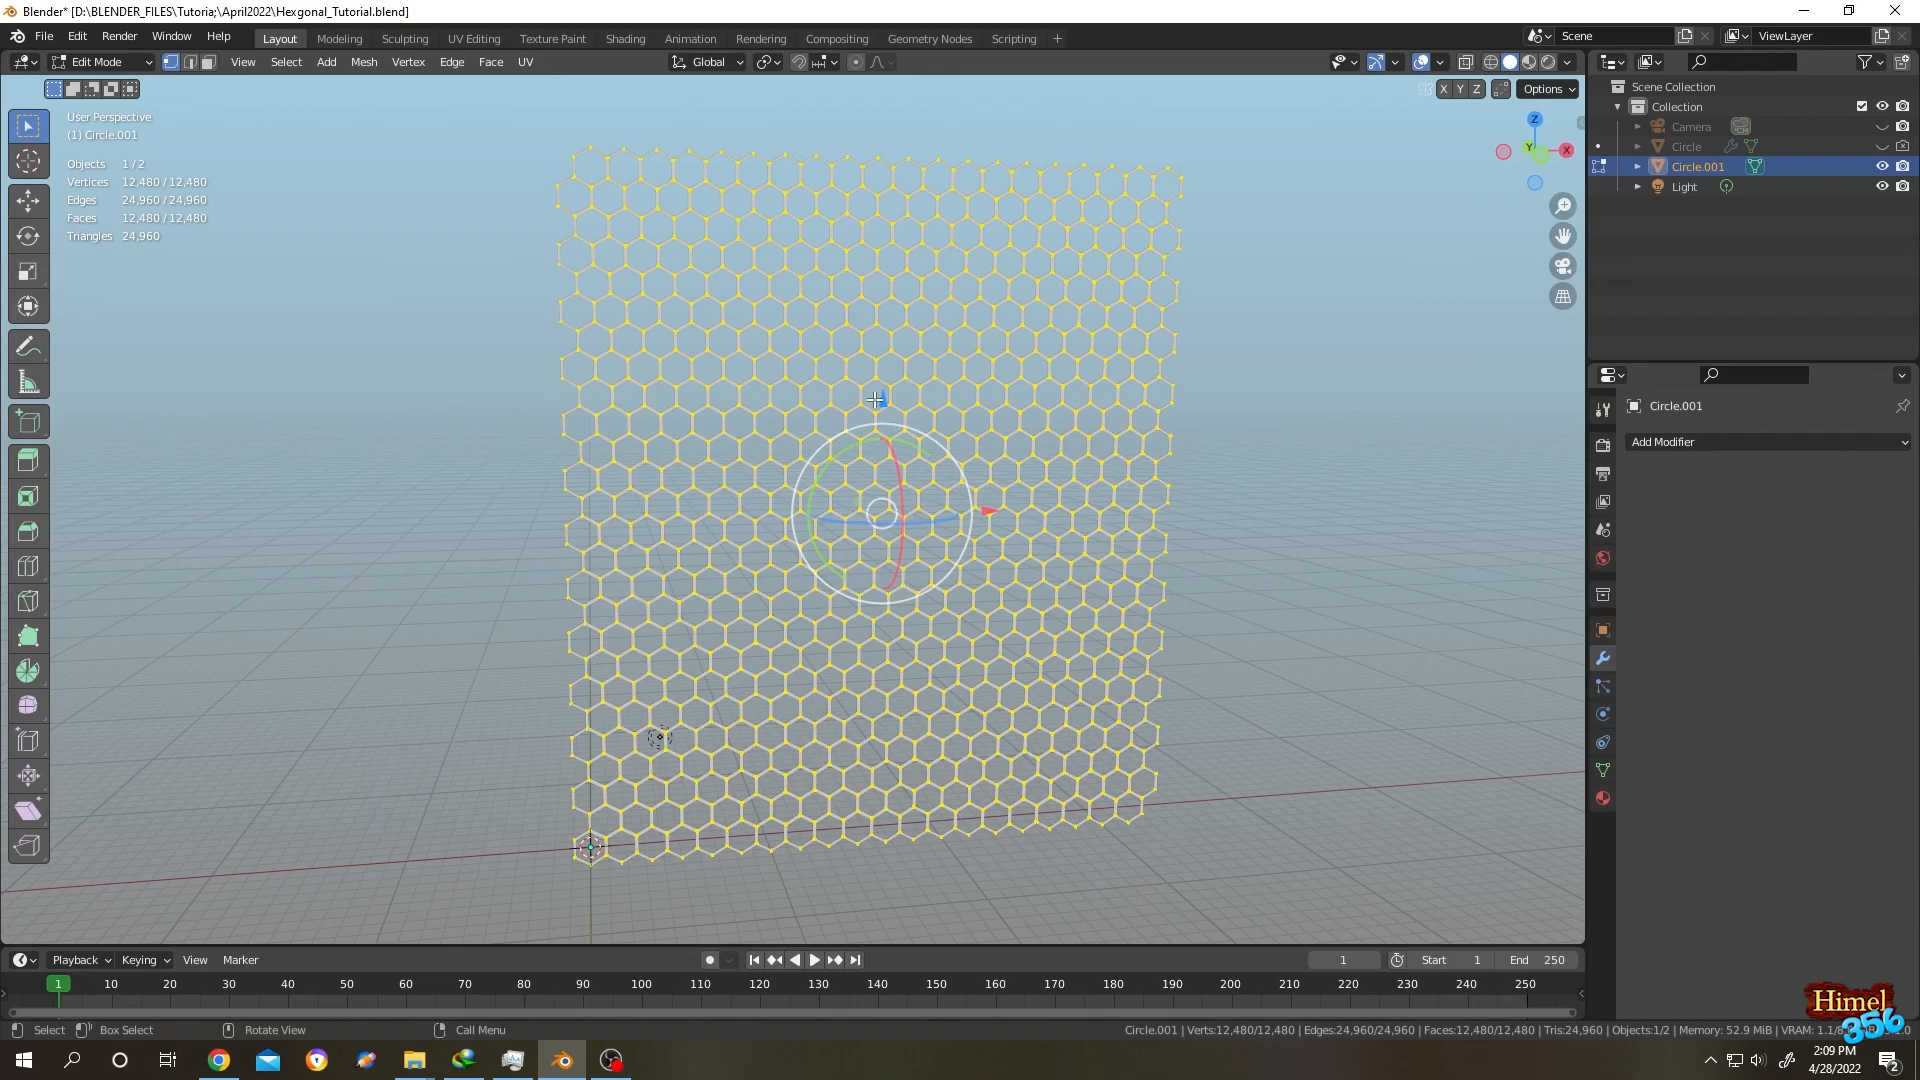 Blender* [D:\BLENDER_FILES\Tutoria;\April2022\Hexgonal_Tutorial.blend]
File Edit Render Window Help Layout Modeling Sculpting UV Editing Texture Paint Shading Animation Rendering Compositing Geometry Nodes Scripting + Scene ViewLayer
Edit Mode View Select Add Mesh Vertex Edge Face UV Global
X Y Z Options
User Perspective
(1) Circle.001
Objects 1 / 2
Vertices 12,480 / 12,480
Edges 24,960 / 24,960
Faces 12,480 / 12,480
Triangles 24,960
Z
Y
X
Scene Collection
Collection
Camera
Circle
Circle.001
Light
Circle.001
Add Modifier
Playback Keying View Marker 1 Start 1 End 250
1 10 20 30 40 50 60 70 80 90 100 110 120 130 140 150 160 170 180 190 200 210 220 230 240 250
Select Box Select Rotate View Call Menu
Circle.001 | Verts:12,480/12,480 | Edges:24,960/24,960 | Faces:12,480/12,480 | Tris:24,960 | Objects:1/2 | Memory: 52.9 MiB | VRAM: 1.1/
Himel
356
2:09 PM
4/28/2022
2